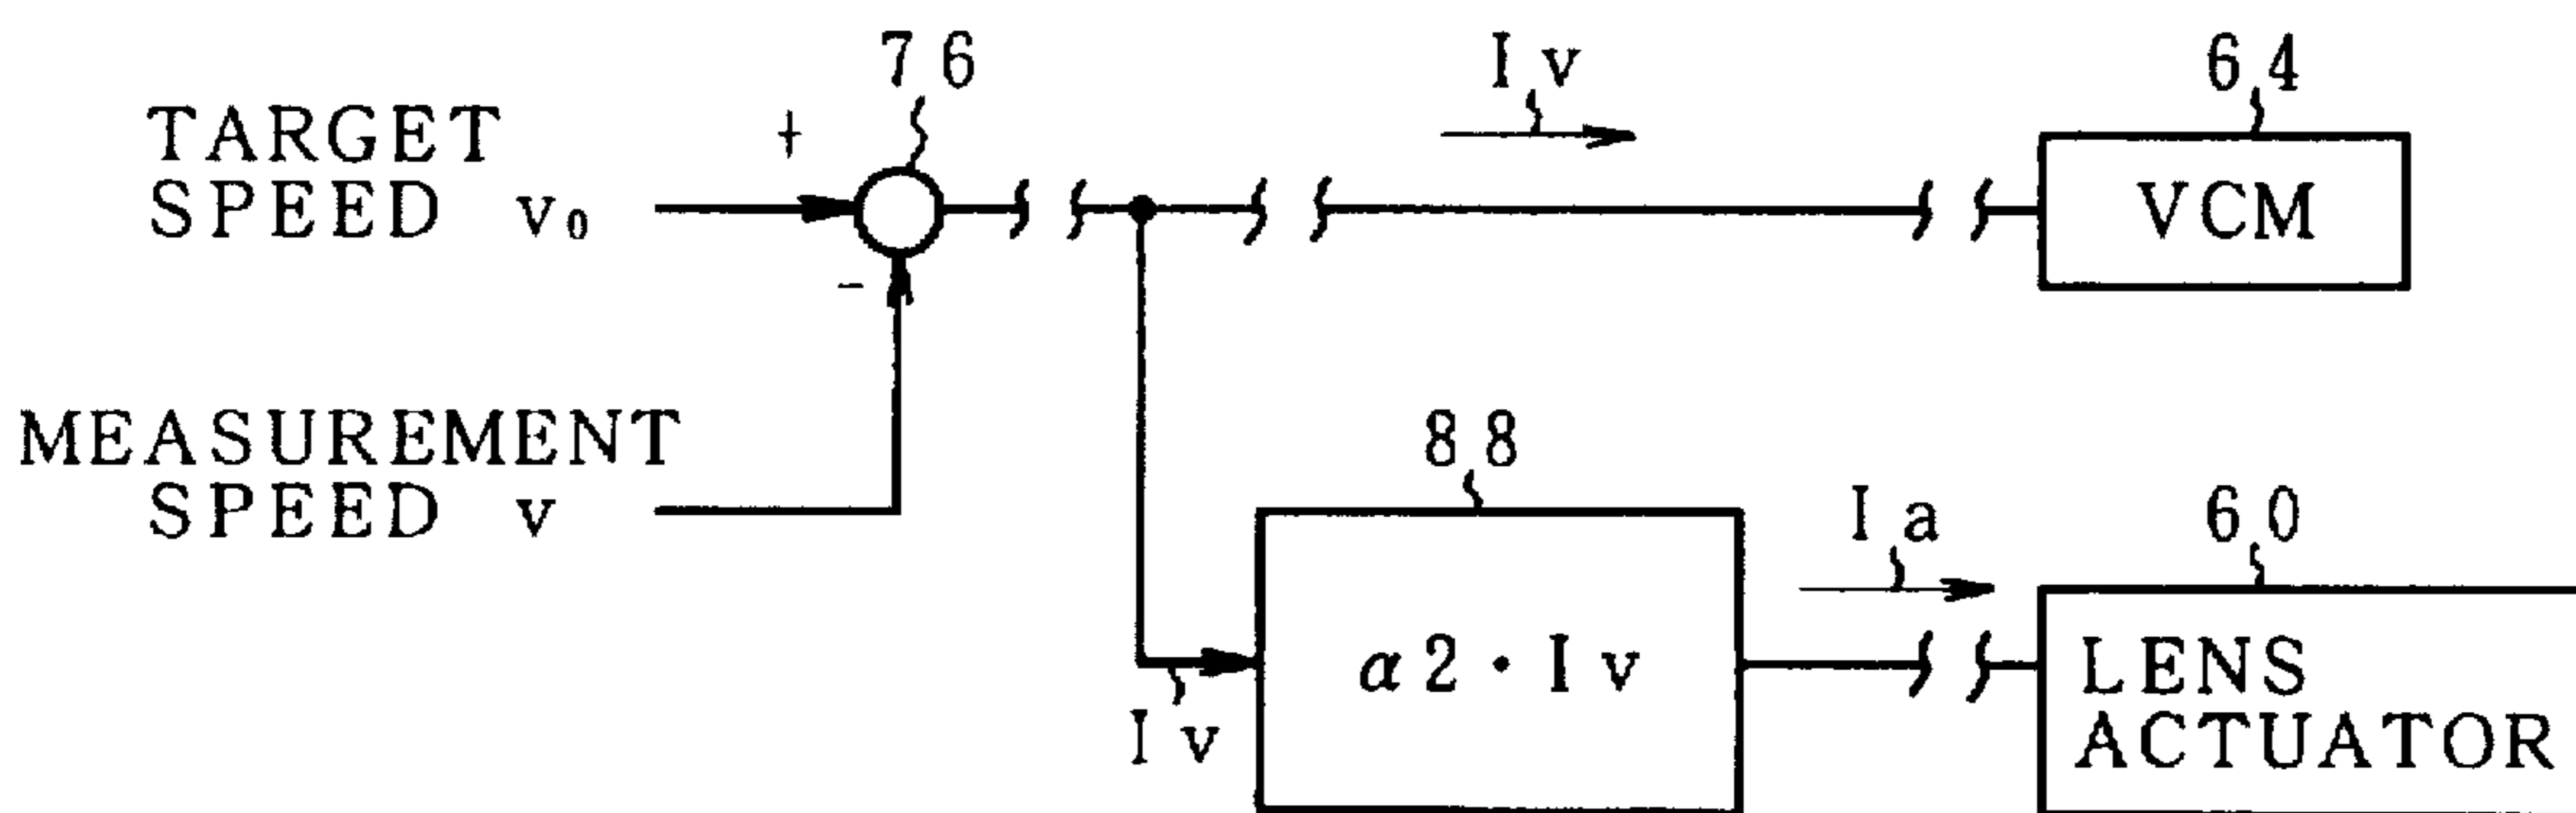 76
Iv
64
TARGET
SPEED v₀
+
-
VCM
MEASUREMENT
SPEED v
88
Ia
60
α2・Iv
Iv
LENS
ACTUATOR